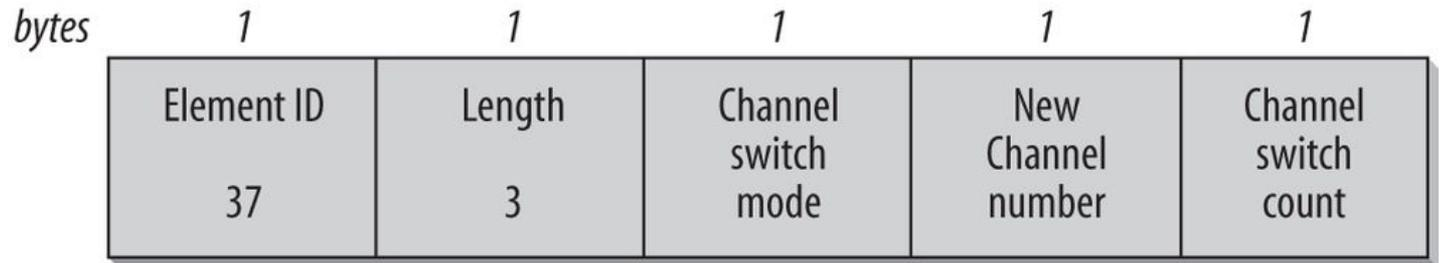 bytes 1 1 1 1 1
Element ID Length Channel New Channel
switch Channel switch
37 3 mode number count